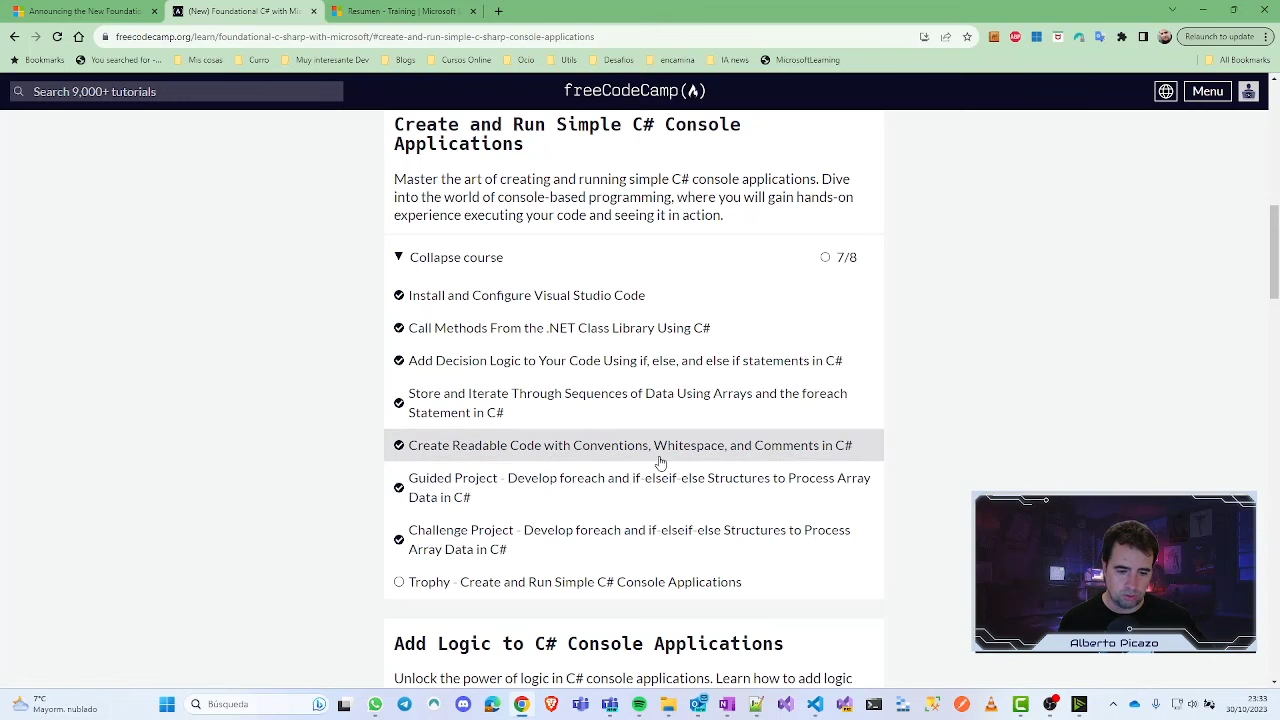 Announcing the New Foundatic
(New) Foundational C# with Mic
Resumen - Training | Microsoft L
freecodecamp.org/learn/foundational-c-sharp-with-microsoft/#create-and-run-simple-c-sharp-console-applications
Relaunch to update
Bookmarks
You searched for -...
Mis cosas
Curro
Muy interesante Dev
Blogs
Cursos Online
Ocio
Utils
Desafios
encamina
IA news
MicrosoftLearning
All Bookmarks
Search 9,000+ tutorials
freeCodeCamp
Menu
Create and Run Simple C# Console
Applications
Master the art of creating and running simple C# console applications. Dive
into the world of console-based programming, where you will gain hands-on
experience executing your code and seeing it in action.
Collapse course
7/8
Install and Configure Visual Studio Code
Call Methods From the .NET Class Library Using C#
Add Decision Logic to Your Code Using if, else, and else if statements in C#
Store and Iterate Through Sequences of Data Using Arrays and the foreach
Statement in C#
Create Readable Code with Conventions, Whitespace, and Comments in C#
Guided Project - Develop foreach and if-elseif-else Structures to Process Array
Data in C#
Challenge Project - Develop foreach and if-elseif-else Structures to Process
Array Data in C#
Trophy - Create and Run Simple C# Console Applications
Add Logic to C# Console Applications
Unlock the power of logic in C# console applications. Learn how to add logic
Alberto Picazo
7°C
Mayorm. nublado
Búsqueda
23:33
30/10/2023